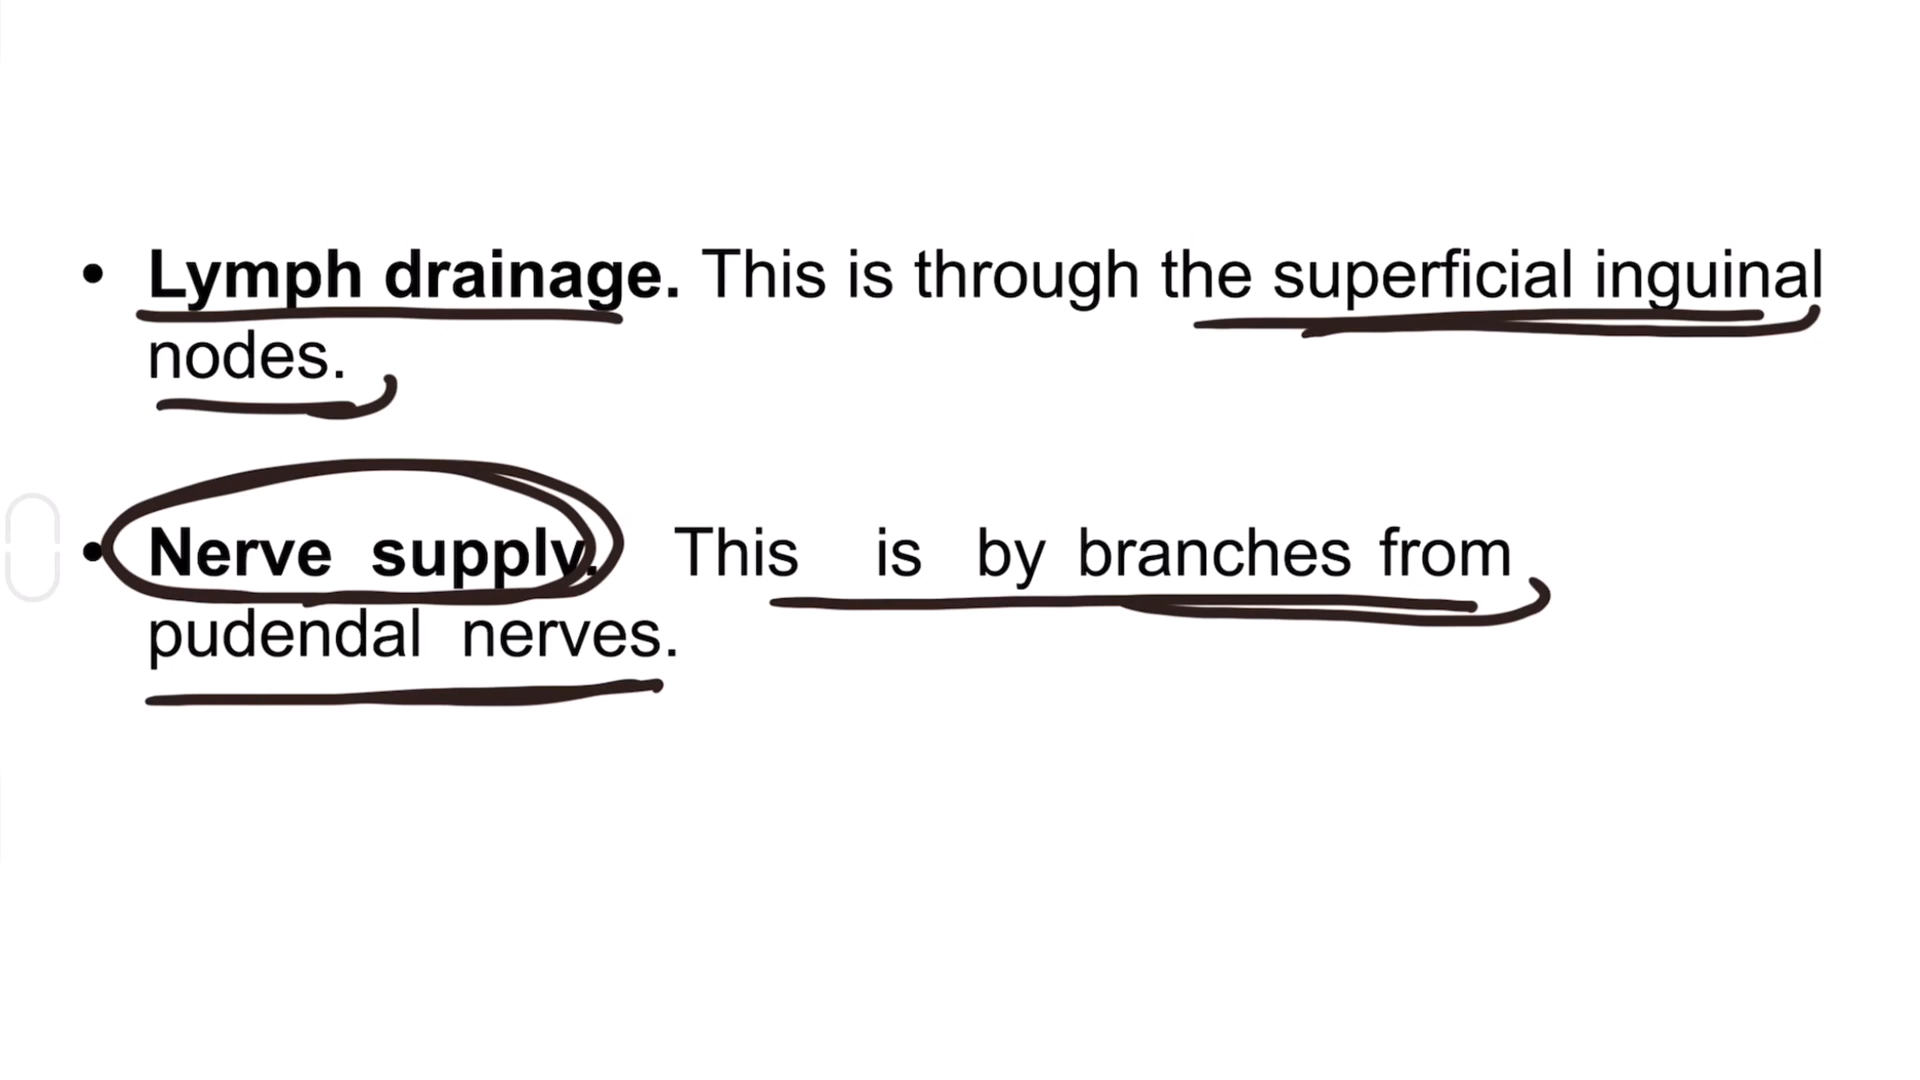 • Lymph drainage. This is through the superficial inguinal
nodes.
• Nerve supply. This is by branches from
pudendal nerves.